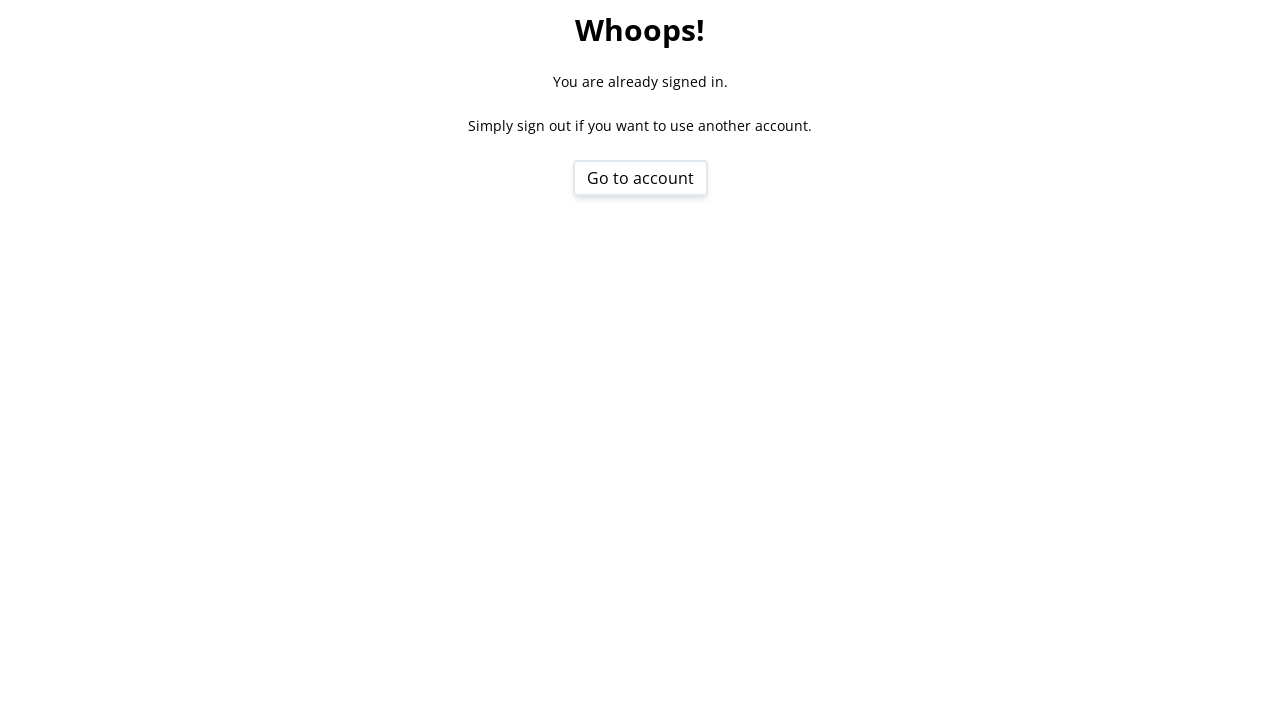 Whoops!
You are already signed in.
Simply sign out if you want to use another account.
Go to account